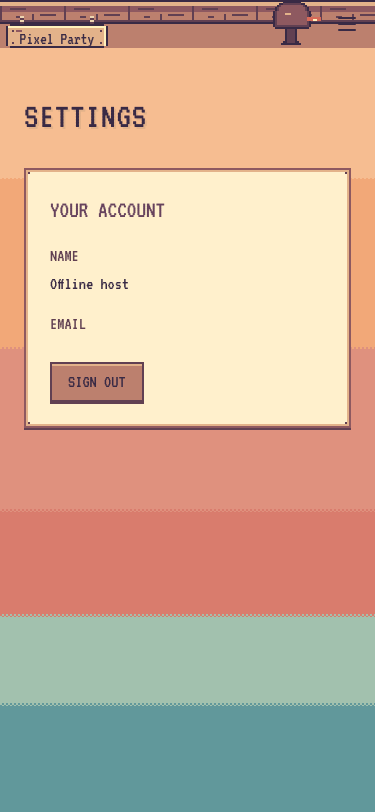 Pixel Party
SETTINGS
YOUR ACCOUNT
NAME
Offline host
EMAIL
SIGN OUT